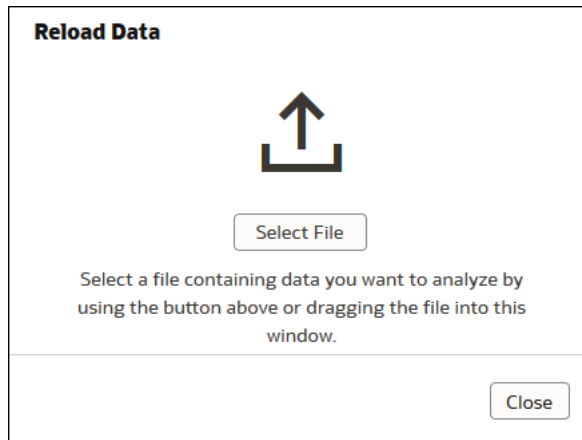 Reload Data
Select File
Select a file containing data you want to analyze by
using the button above or dragging the file into this
window.
Close